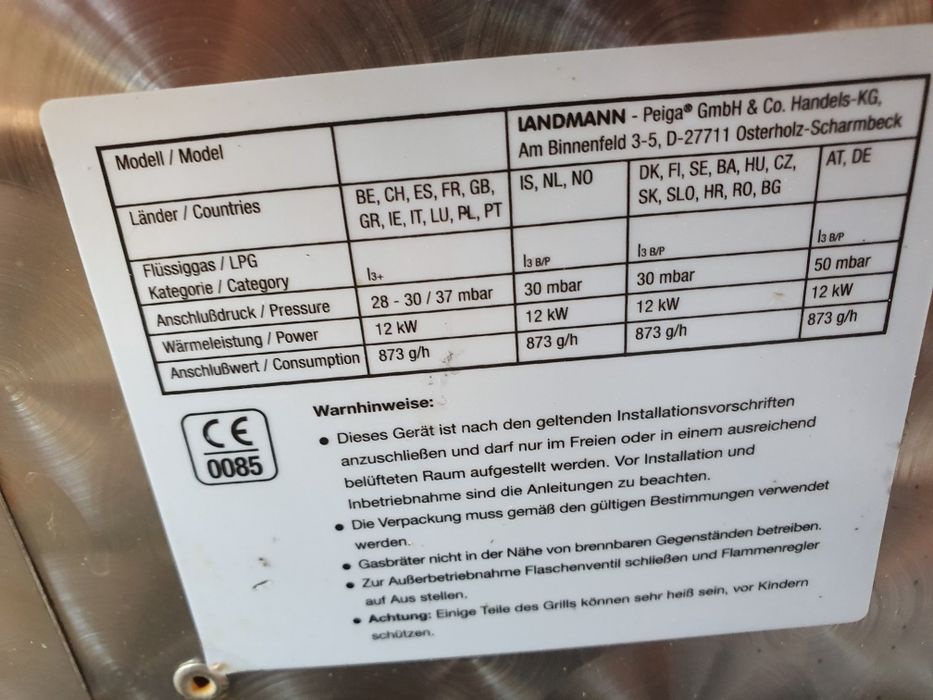 Modell / Model
LANDMANN - Peiga® GmbH & Co. Handels-KG,
Am Binnenfeld 3-5, D-27711 Osterholz-Scharmbeck
Länder / Countries
BE, CH, ES, FR, GB,
GR, IE, IT, LU, PL, PT
IS, NL, NO
DK, FI, SE, BA, HU, CZ,
SK, SLO, HR, RO, BG
AT, DE
Flüssiggas / LPG
Kategorie / Category
I3+
I3 B/P
I3 B/P
I3 B/P
Anschlußdruck / Pressure
28 - 30 / 37 mbar
30 mbar
30 mbar
50 mbar
Wärmeleistung / Power
12 kW
12 kW
12 kW
12 kW
Anschlußwert / Consumption
873 g/h
873 g/h
873 g/h
873 g/h
CE
0085
Warnhinweise:
• Dieses Gerät ist nach den geltenden Installationsvorschriften
anzuschließen und darf nur im Freien oder in einem ausreichend
belüfteten Raum aufgestellt werden. Vor Installation und
Inbetriebnahme sind die Anleitungen zu beachten.
• Die Verpackung muss gemäß den gültigen Bestimmungen verwendet
werden.
• Gasbräter nicht in der Nähe von brennbaren Gegenständen betreiben.
• Zur Außerbetriebnahme Flaschenventil schließen und Flammenregler
auf Aus stellen.
• Achtung: Einige Teile des Grills können sehr heiß sein, vor Kindern
schützen.